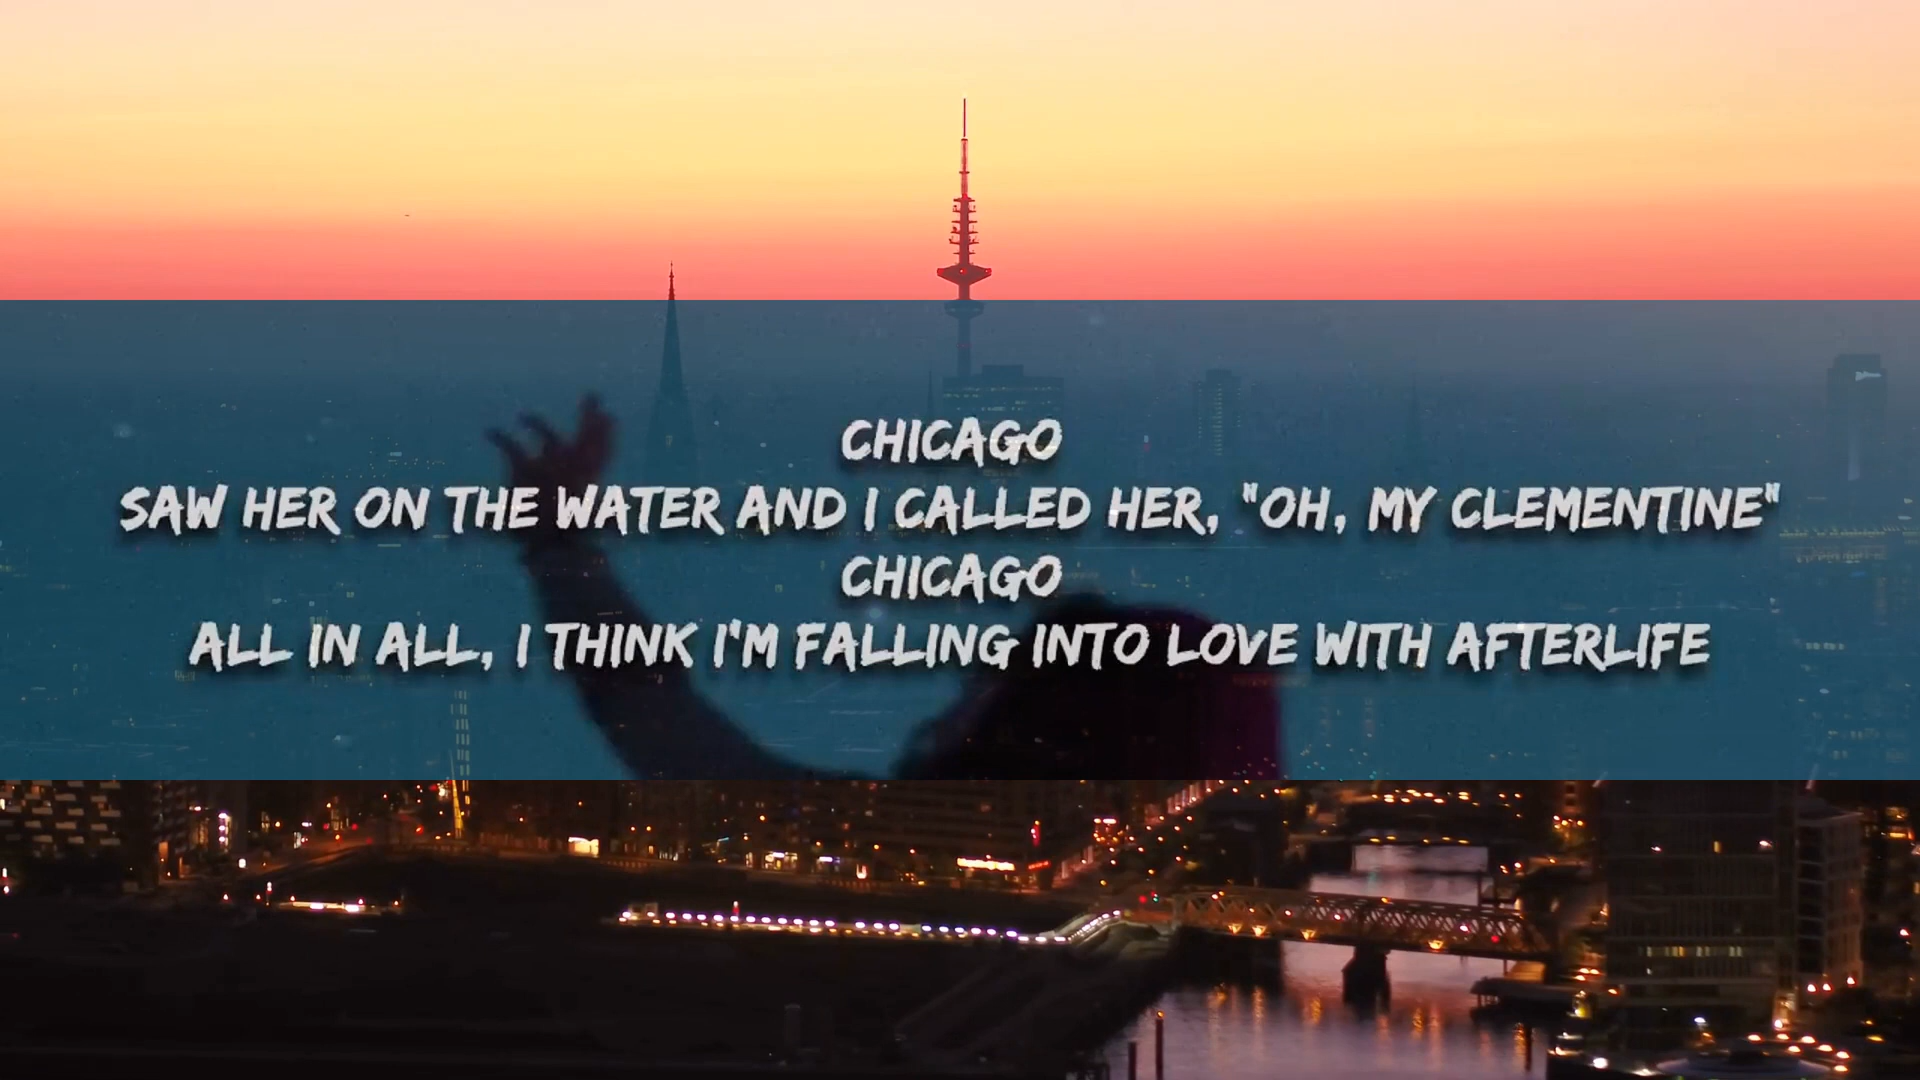 CHICAGO
SAW HER ON THE WATER AND I CALLED HER, "OH, MY CLEMENTINE"
CHICAGO
ALL IN ALL, I THINK I'M FALLING INTO LOVE WITH AFTERLIFE